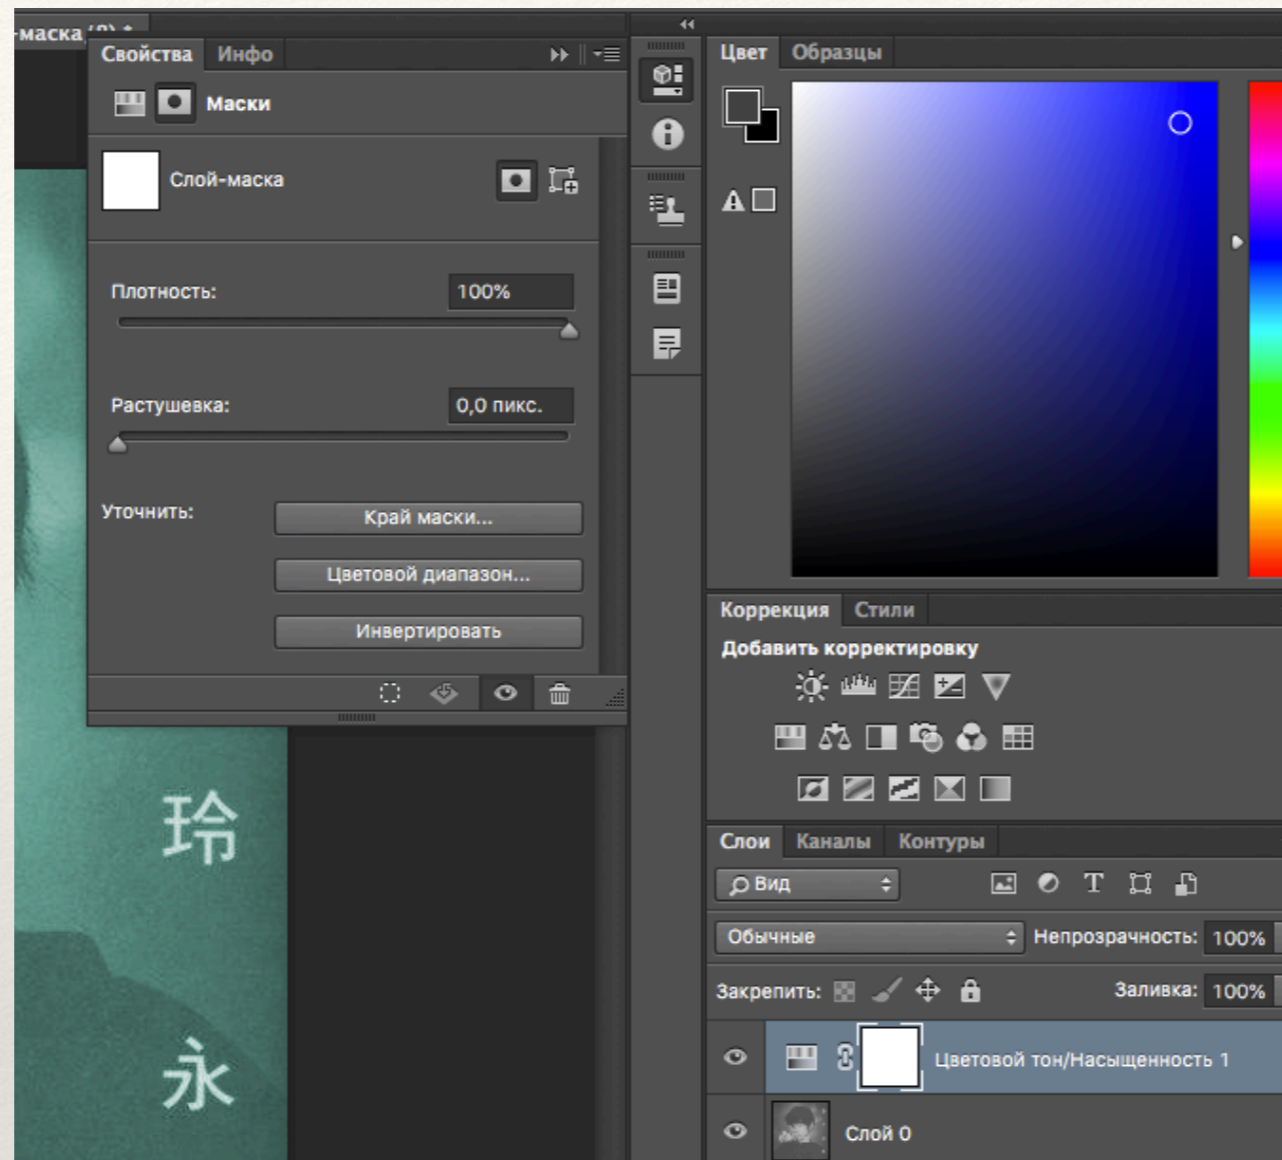 -маска
Свойства Инфо
Маски
Слой-маска
Плотность: 100%
Растушевка: 0,0 пикс.
Уточнить: Край маски...
Цветовой диапазон...
Инвертировать
玲
永
Цвет Образцы
Коррекция Стили
Добавить корректировку
Слои Каналы Контуры
Вид
Обычные Непрозрачность: 100%
Закрепить: Заливка: 100%
Цветовой тон/Насыщенность 1
Слой 0